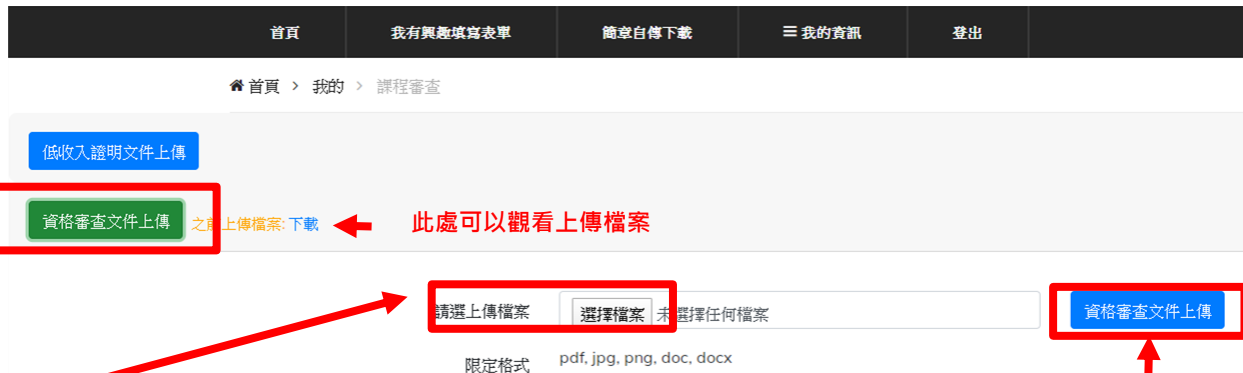 首頁 我有興趣填寫表單 簡章自傳下載 ☰ 我的資訊 登出
首頁 > 我的 > 課程審查
低收入證明文件上傳
資格審查文件上傳 之前上傳檔案: 下載 此處可以觀看上傳檔案
請選上傳檔案 選擇檔案 未選擇任何檔案 資格審查文件上傳
限定格式 pdf, jpg, png, doc, docx